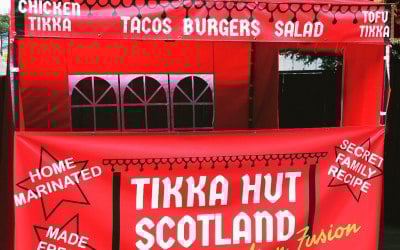 CHICKEN
TIKKA
TACOS BURGERS SALAD
TOFU
TIKKA
HOME
MARINATED
SECRET
FAMILY
RECIPE
TIKKA HUT
SCOTLAND
Fusion
MADE